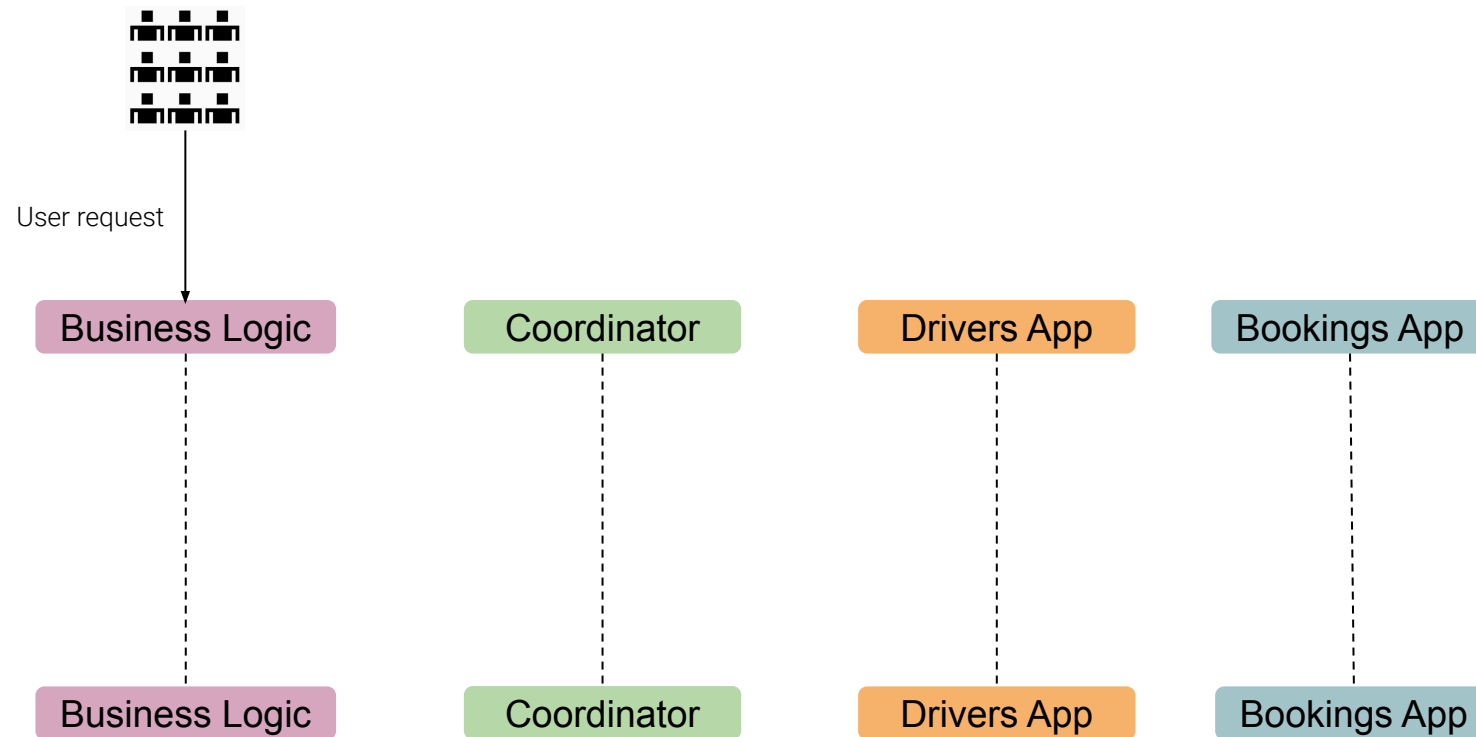 User request
Business Logic
Coordinator
Drivers App
Bookings App
Business Logic
Coordinator
Drivers App
Bookings App